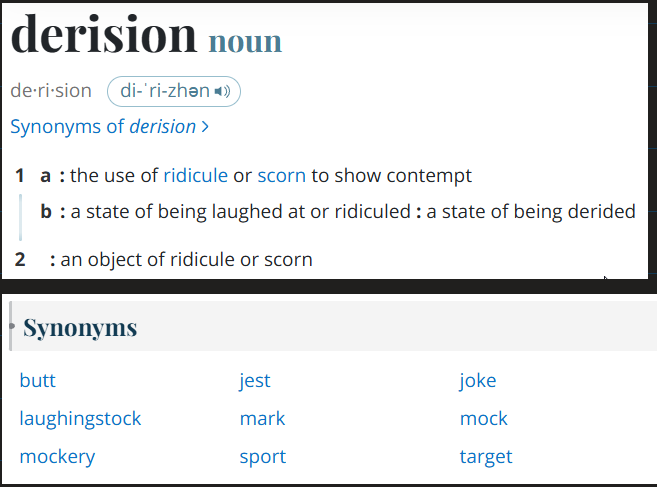 derision noun
de·ri·sion di-ˈri-zhən
Synonyms of derision >
1 a : the use of ridicule or scorn to show contempt
b : a state of being laughed at or ridiculed : a state of being derided
2 : an object of ridicule or scorn
Synonyms
butt jest joke
laughingstock mark mock
mockery sport target